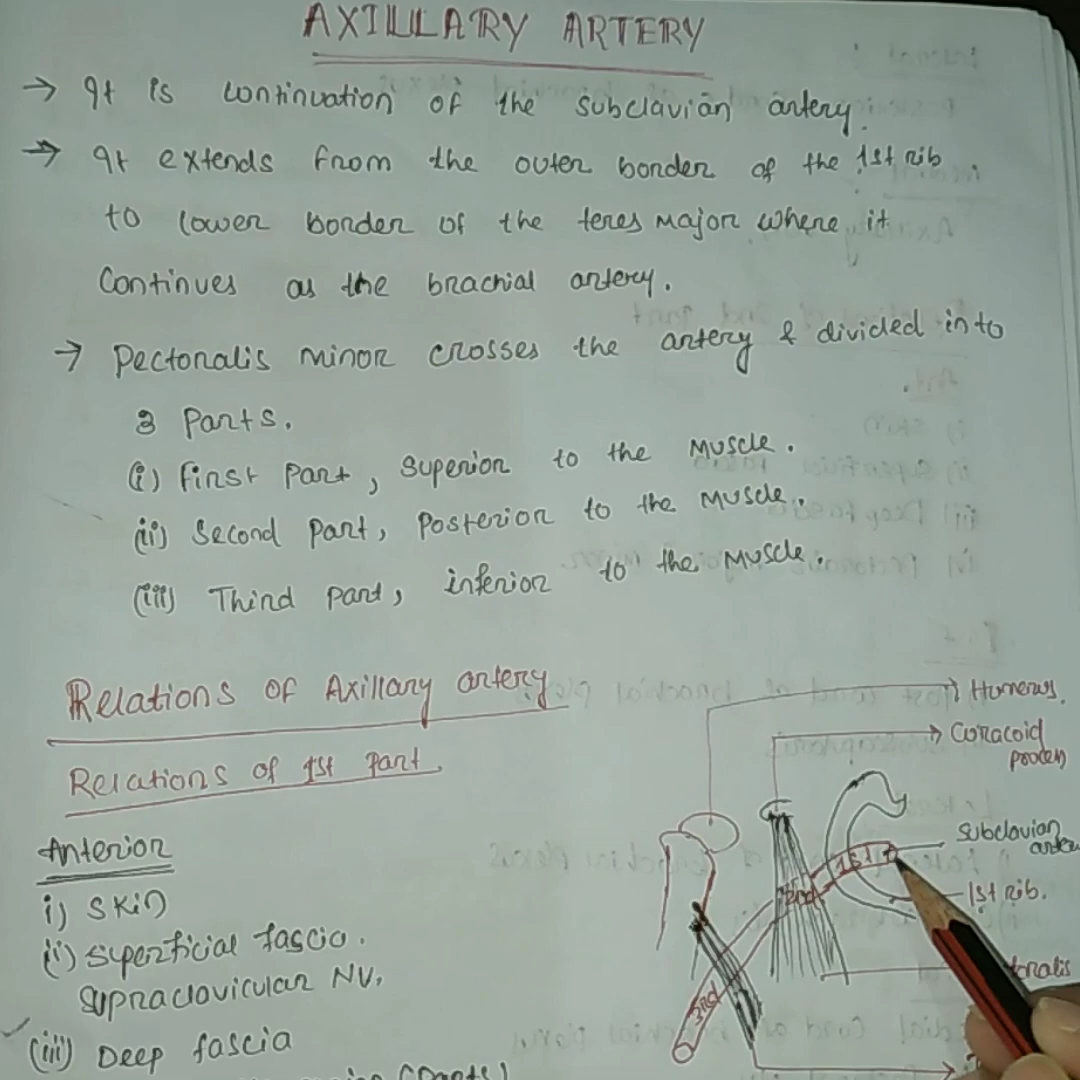 AXILLARY ARTERY
→ It is continuation of the subclavian artery.
→ It extends from the outer border of the 1st rib
to lower border of the teres major where it
continues as the brachial artery.
→ Pectoralis minor crosses the artery & divided into
3 Parts.
(i) First Part, Superior to the Muscle.
(ii) Second Part, Posterior to the Muscle.
(iii) Third Part, inferior to the Muscle.
Relations of Axillary artery
Relations of 1st Part.
Anterior
i) Skin
(ii) Superficial fascia.
Supraclavicular NV.
(iii) Deep fascia
→ Humerus.
→ Coracoid
process
Subclavian
1st rib.
1st
2nd
3rd